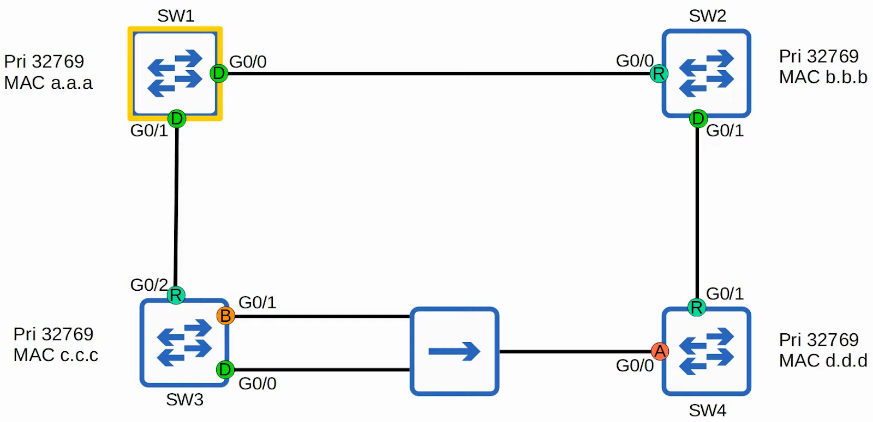 SW1
SW2
Pri 32769
MAC a.a.a
D
G0/0
G0/0
R
Pri 32769
MAC b.b.b
D
G0/1
D
G0/1
G0/2
R
G0/1
R
Pri 32769
MAC c.c.c
B
G0/1
D
G0/0
A
G0/0
Pri 32769
MAC d.d.d
SW3
SW4